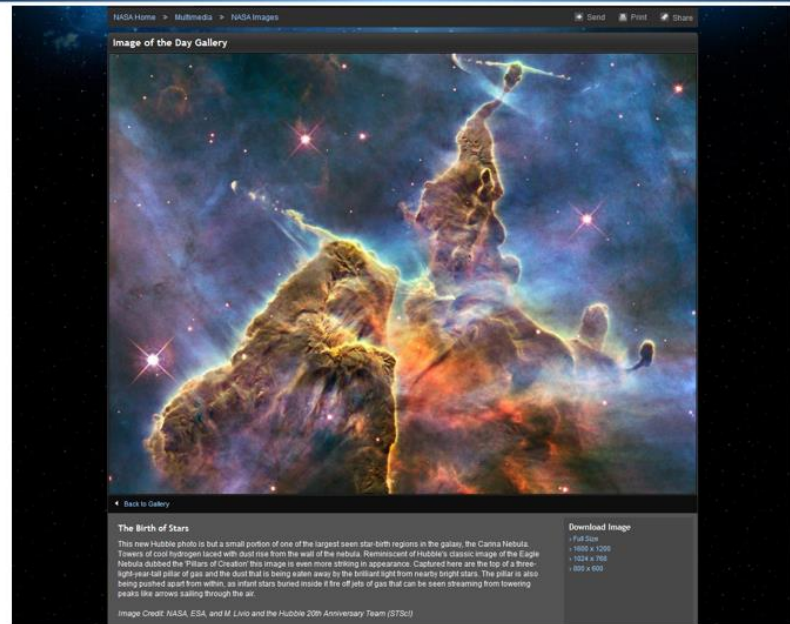 NASA Home > Multimedia > NASA Images
Send Print Share
Image of the Day Gallery
Back to Gallery
The Birth of Stars
This new Hubble photo is but a small portion of one of the largest seen star-birth regions in the galaxy, the Carina Nebula.
Towers of cool hydrogen laced with dust rise from the wall of the nebula. Reminiscent of Hubble's classic image of the Eagle
Nebula dubbed the 'Pillars of Creation' this image is even more striking in appearance. Captured here are the top of a three-
light-year-tall pillar of gas and the dust that is being eaten away by the brilliant light from nearby bright stars. The pillar is also
being pushed apart from within, as infant stars buried inside it fire off jets of gas that can be seen streaming from towering
peaks like arrows sailing through the air.
Image Credit: NASA, ESA, and M. Livio and the Hubble 20th Anniversary Team (STScI)
Download Image
› Full Size
› 1600 x 1200
› 1024 x 768
› 800 x 600